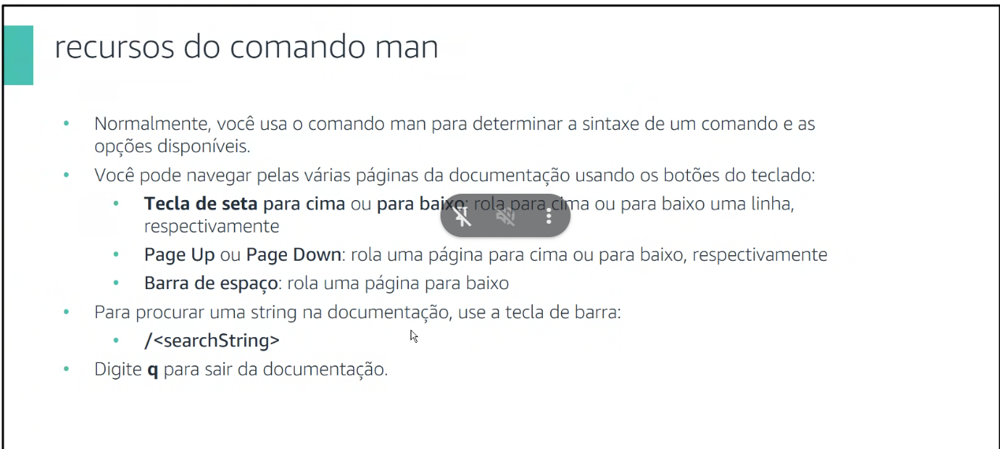 recursos do comando man
• Normalmente, você usa o comando man para determinar a sintaxe de um comando e as
opções disponíveis.
• Você pode navegar pelas várias páginas da documentação usando os botões do teclado:
• Tecla de seta para cima ou para baixo: rola para cima ou para baixo uma linha,
respectivamente
• Page Up ou Page Down: rola uma página para cima ou para baixo, respectivamente
• Barra de espaço: rola uma página para baixo
• Para procurar uma string na documentação, use a tecla de barra:
• /<searchString>
• Digite q para sair da documentação.